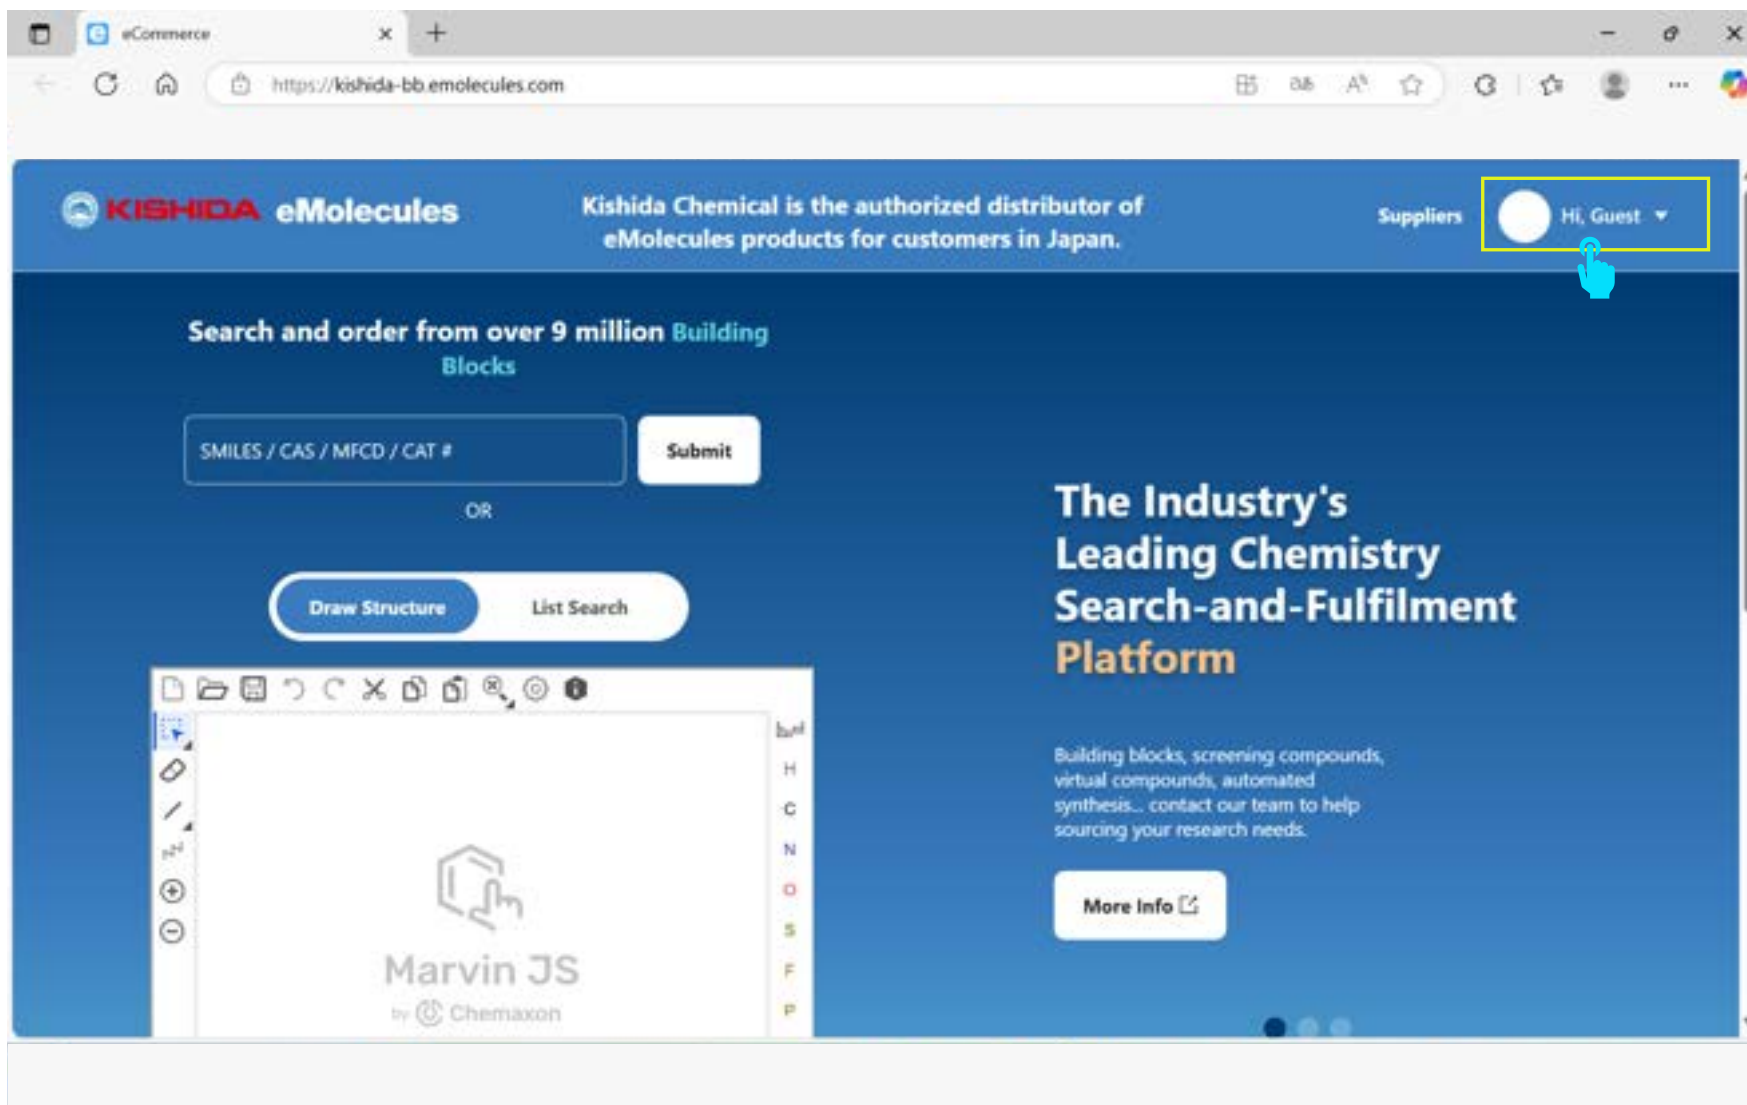 eCommerce
https://kishida-bb.emolecules.com
KISHIDA eMolecules
Kishida Chemical is the authorized distributor of
eMolecules products for customers in Japan.
Suppliers
Hi, Guest
Search and order from over 9 million Building
Blocks
SMILES / CAS / MFCD / CAT #
Submit
OR
Draw Structure
List Search
H
C
N
O
S
F
P
Marvin JS
by Chemaxon
The Industry's
Leading Chemistry
Search-and-Fulfilment
Platform
Building blocks, screening compounds,
virtual compounds, automated
synthesis... contact our team to help
sourcing your research needs.
More Info